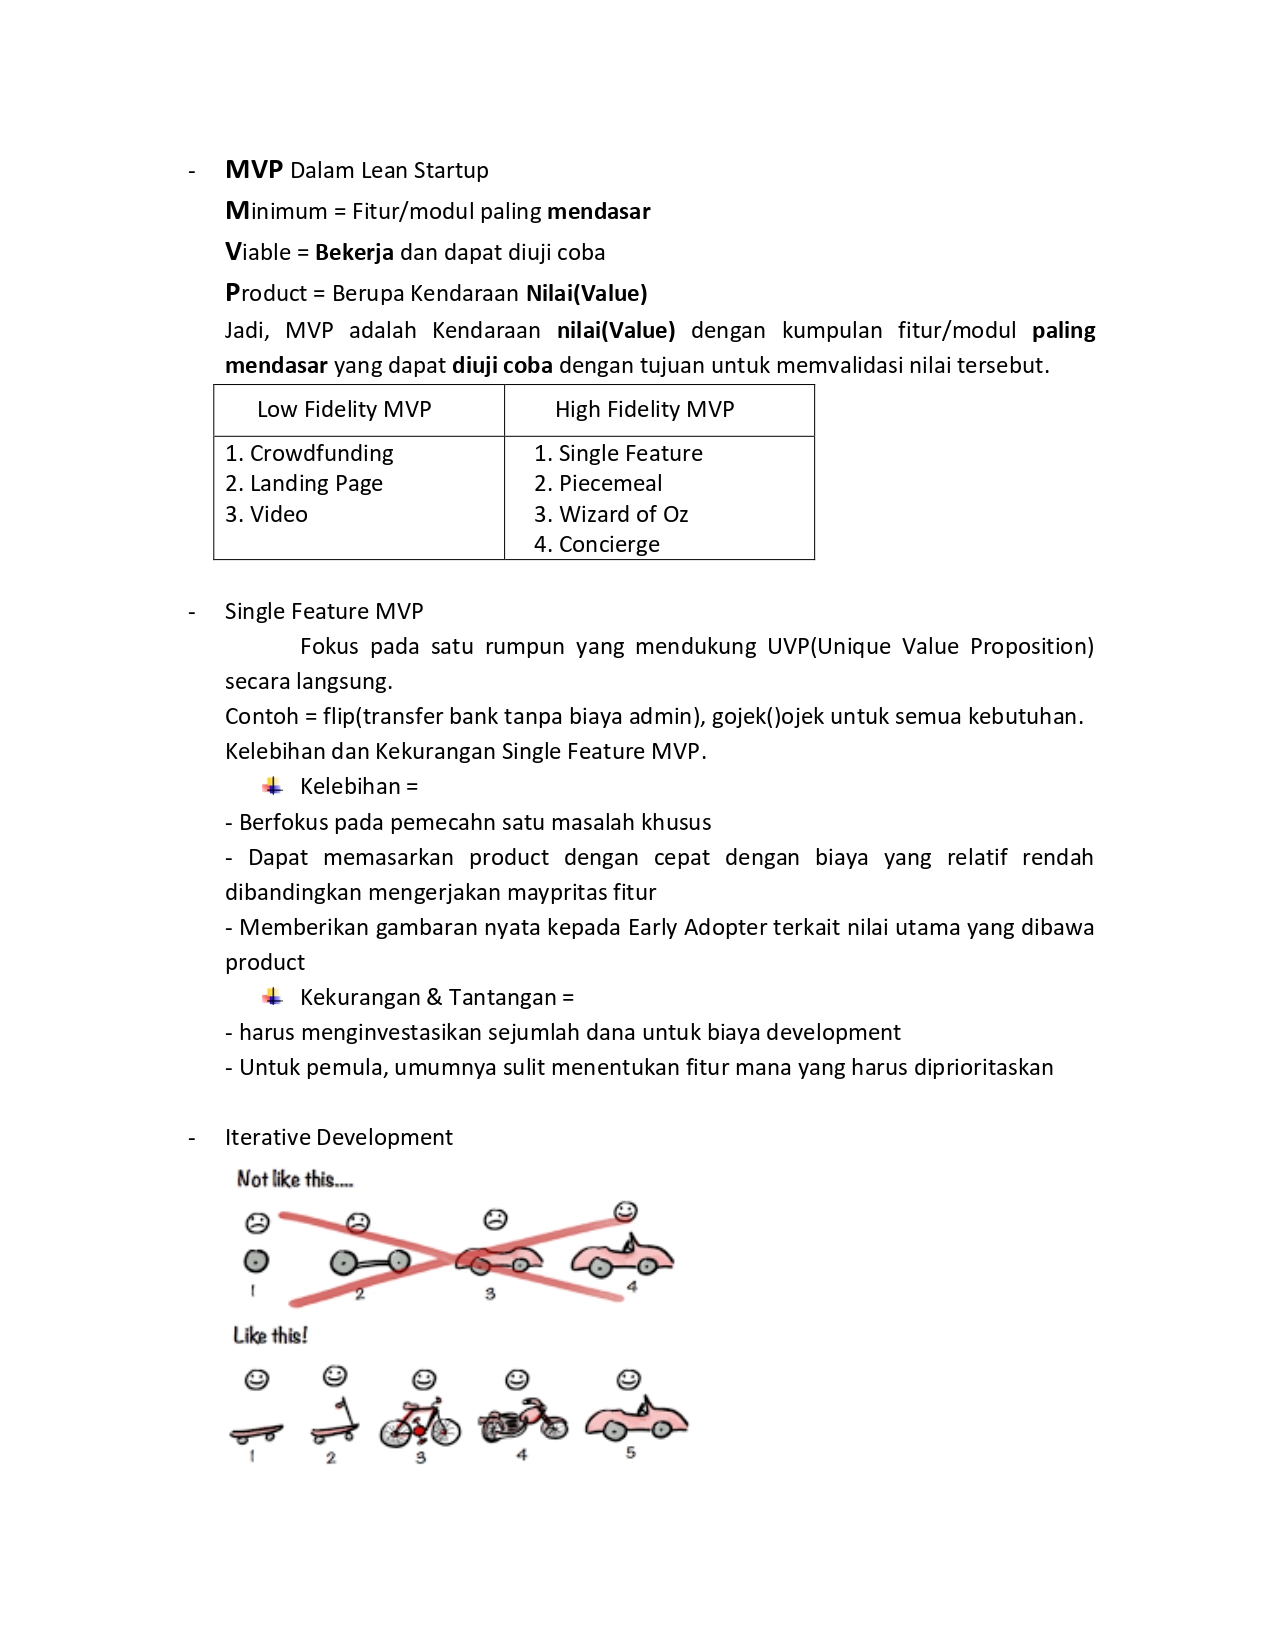 - MVP Dalam Lean Startup
Minimum = Fitur/modul paling mendasar
Viable = Bekerja dan dapat diuji coba
Product = Berupa Kendaraan Nilai(Value)
Jadi, MVP adalah Kendaraan nilai(Value) dengan kumpulan fitur/modul paling
mendasar yang dapat diuji coba dengan tujuan untuk memvalidasi nilai tersebut.
Low Fidelity MVP
1. Crowdfunding
2. Landing Page
3. Video
High Fidelity MVP
1. Single Feature
2. Piecemeal
3. Wizard of Oz
4. Concierge
- Single Feature MVP
Fokus pada satu rumpun yang mendukung UVP(Unique Value Proposition)
secara langsung.
Contoh = flip(transfer bank tanpa biaya admin), gojek()ojek untuk semua kebutuhan.
Kelebihan dan Kekurangan Single Feature MVP.
Kelebihan =
- Berfokus pada pemecahn satu masalah khusus
- Dapat memasarkan product dengan cepat dengan biaya yang relatif rendah
dibandingkan mengerjakan maypritas fitur
- Memberikan gambaran nyata kepada Early Adopter terkait nilai utama yang dibawa
product
Kekurangan & Tantangan =
- harus menginvestasikan sejumlah dana untuk biaya development
- Untuk pemula, umumnya sulit menentukan fitur mana yang harus diprioritaskan
- Iterative Development
Not like this....
1 2 3 4
Like this!
1 2 3 4 5